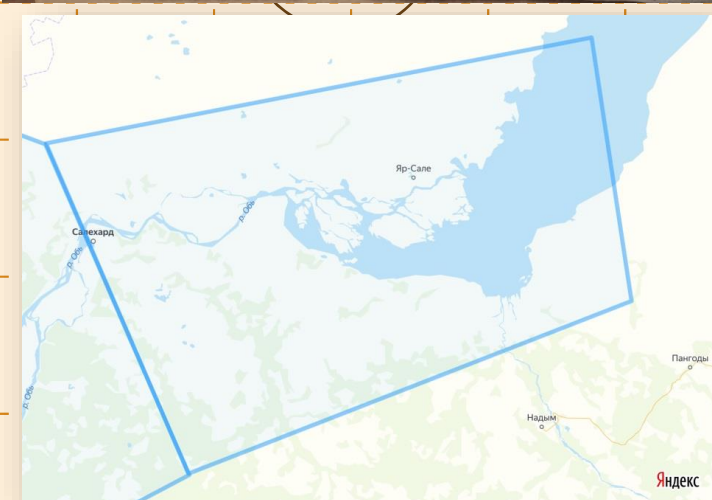 Яр-Сале
р. Обь
Салехард
р. Обь
Пангоды
р. Обь
Надым
Яндекс